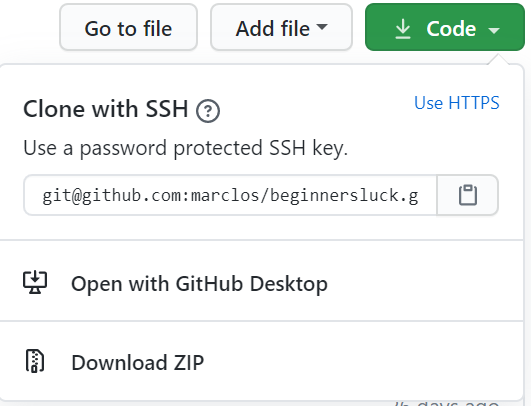 Go to file Add file Code
Clone with SSH Use HTTPS
Use a password protected SSH key.
git@github.com:marclos/beginnersluck.g
Open with GitHub Desktop
Download ZIP
days ago